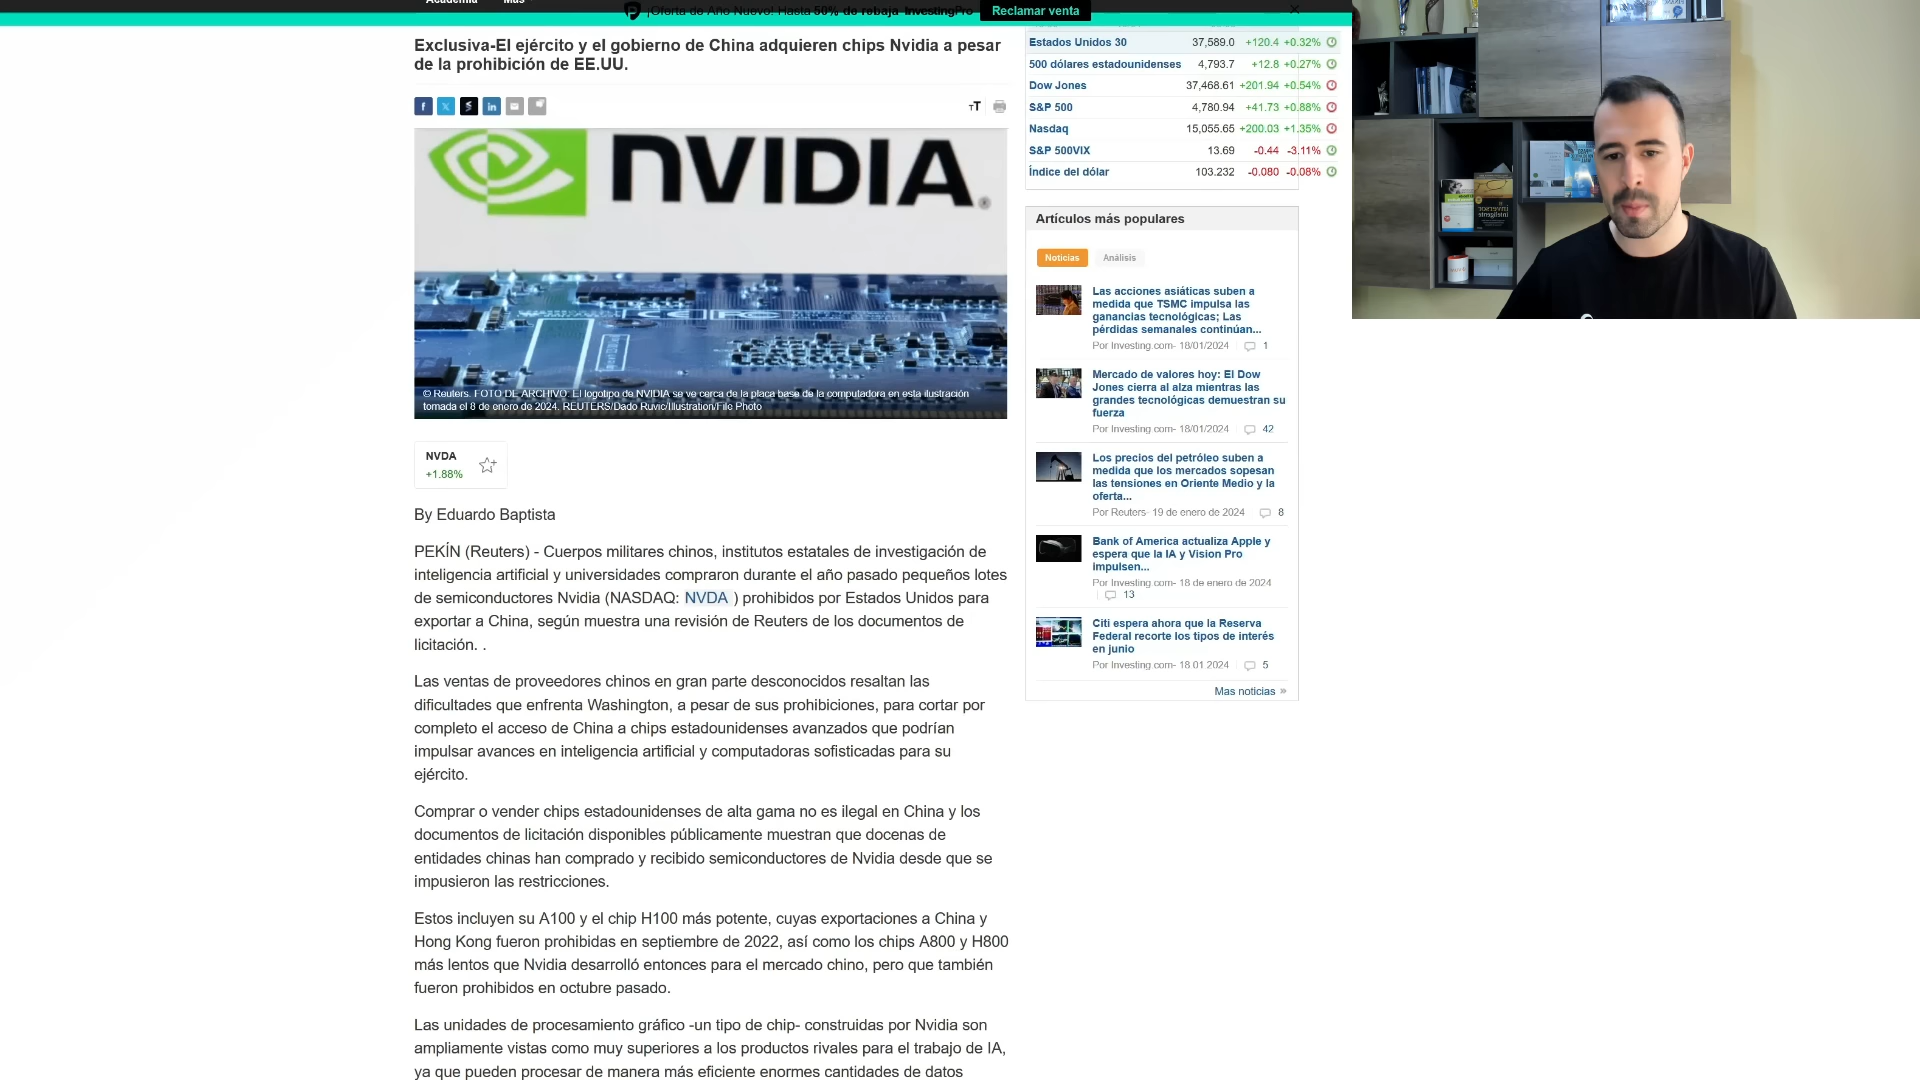 Academia Más
¡Oferta de Año Nuevo! Hasta 50% de rebaja InvestingPro Reclamar venta
Exclusiva-El ejército y el gobierno de China adquieren chips Nvidia a pesar
de la prohibición de EE.UU.
TT
NVIDIA
© Reuters. FOTO DE ARCHIVO: El logotipo de NVIDIA se ve cerca de la placa base de la computadora en esta ilustración
tomada el 8 de enero de 2024. REUTERS/Dado Ruvic/Illustration/File Photo
NVDA
+1.88%
By Eduardo Baptista
PEKÍN (Reuters) - Cuerpos militares chinos, institutos estatales de investigación de
inteligencia artificial y universidades compraron durante el año pasado pequeños lotes
de semiconductores Nvidia (NASDAQ: NVDA ) prohibidos por Estados Unidos para
exportar a China, según muestra una revisión de Reuters de los documentos de
licitación. .
Las ventas de proveedores chinos en gran parte desconocidos resaltan las
dificultades que enfrenta Washington, a pesar de sus prohibiciones, para cortar por
completo el acceso de China a chips estadounidenses avanzados que podrían
impulsar avances en inteligencia artificial y computadoras sofisticadas para su
ejército.
Comprar o vender chips estadounidenses de alta gama no es ilegal en China y los
documentos de licitación disponibles públicamente muestran que docenas de
entidades chinas han comprado y recibido semiconductores de Nvidia desde que se
impusieron las restricciones.
Estos incluyen su A100 y el chip H100 más potente, cuyas exportaciones a China y
Hong Kong fueron prohibidas en septiembre de 2022, así como los chips A800 y H800
más lentos que Nvidia desarrolló entonces para el mercado chino, pero que también
fueron prohibidos en octubre pasado.
Las unidades de procesamiento gráfico -un tipo de chip- construidas por Nvidia son
ampliamente vistas como muy superiores a los productos rivales para el trabajo de IA,
ya que pueden procesar de manera más eficiente enormes cantidades de datos
Estados Unidos 30 37,589.0 +120.4 +0.32%
500 dólares estadounidenses 4,793.7 +12.8 +0.27%
Dow Jones 37,468.61 +201.94 +0.54%
S&P 500 4,780.94 +41.73 +0.88%
Nasdaq 15,055.65 +200.03 +1.35%
S&P 500VIX 13.69 -0.44 -3.11%
Índice del dólar 103.232 -0.080 -0.08%
Artículos más populares
Noticias Análisis
Las acciones asiáticas suben a
medida que TSMC impulsa las
ganancias tecnológicas; Las
pérdidas semanales continúan...
Por Investing.com- 18/01/2024 1
Mercado de valores hoy: El Dow
Jones cierra al alza mientras las
grandes tecnológicas demuestran su
fuerza
Por Investing com- 18/01/2024 42
Los precios del petróleo suben a
medida que los mercados sopesan
las tensiones en Oriente Medio y la
oferta...
Por Reuters- 19 de enero de 2024 8
Bank of America actualiza Apple y
espera que la IA y Vision Pro
impulsen...
Por Investing com- 18 de enero de 2024
13
Citi espera ahora que la Reserva
Federal recorte los tipos de interés
en junio
Por Investing com- 18 01 2024 5
Mas noticias »